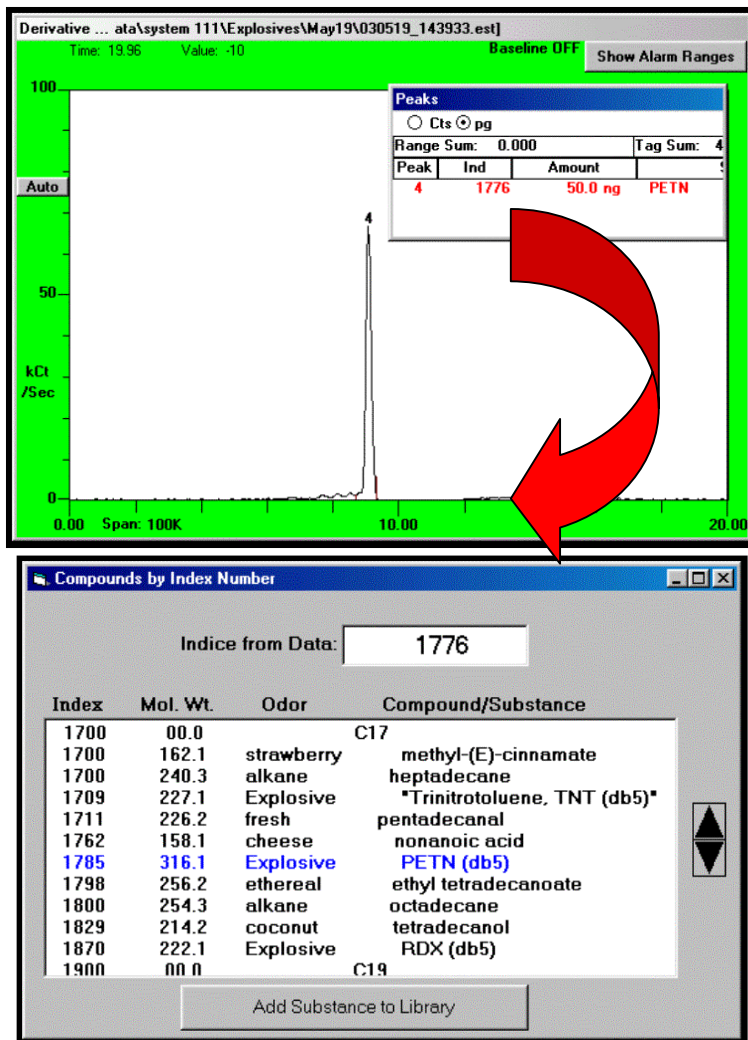 Derivative ... ata\system 111\Explosives\May19\030519_143933.est]
Time: 19.96 Value: -10 Baseline OFF Show Alarm Ranges
100
Peaks
Cts pg
Range Sum: 0.000 Tag Sum: 4
Peak Ind Amount
4 1776 50.0 ng PETN
Auto
4
50
kCt
/Sec
0
0.00 Span: 100K 10.00 20.00
Compounds by Index Number
Indice from Data: 1776
Index Mol. Wt. Odor Compound/Substance
1700 00.0 C17
1700 162.1 strawberry methyl-(E)-cinnamate
1700 240.3 alkane heptadecane
1709 227.1 Explosive "Trinitrotoluene, TNT (db5)"
1711 226.2 fresh pentadecanal
1762 158.1 cheese nonanoic acid
1785 316.1 Explosive PETN (db5)
1798 256.2 ethereal ethyl tetradecanoate
1800 254.3 alkane octadecane
1829 214.2 coconut tetradecanol
1870 222.1 Explosive RDX (db5)
1900 00.0 C19
Add Substance to Library